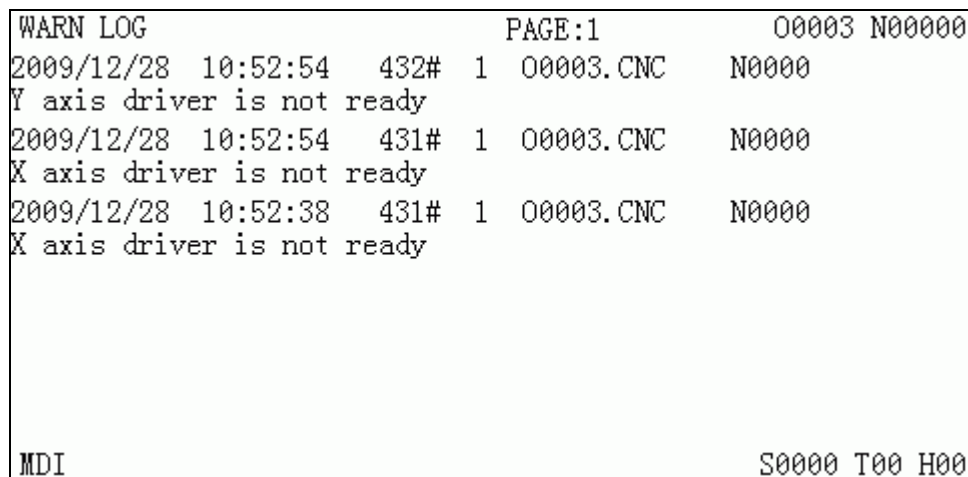 WARN LOG PAGE:1 O0003 N00000
2009/12/28 10:52:54 432# 1 O0003.CNC N0000
Y axis driver is not ready
2009/12/28 10:52:54 431# 1 O0003.CNC N0000
X axis driver is not ready
2009/12/28 10:52:38 431# 1 O0003.CNC N0000
X axis driver is not ready
MDI S0000 T00 H00